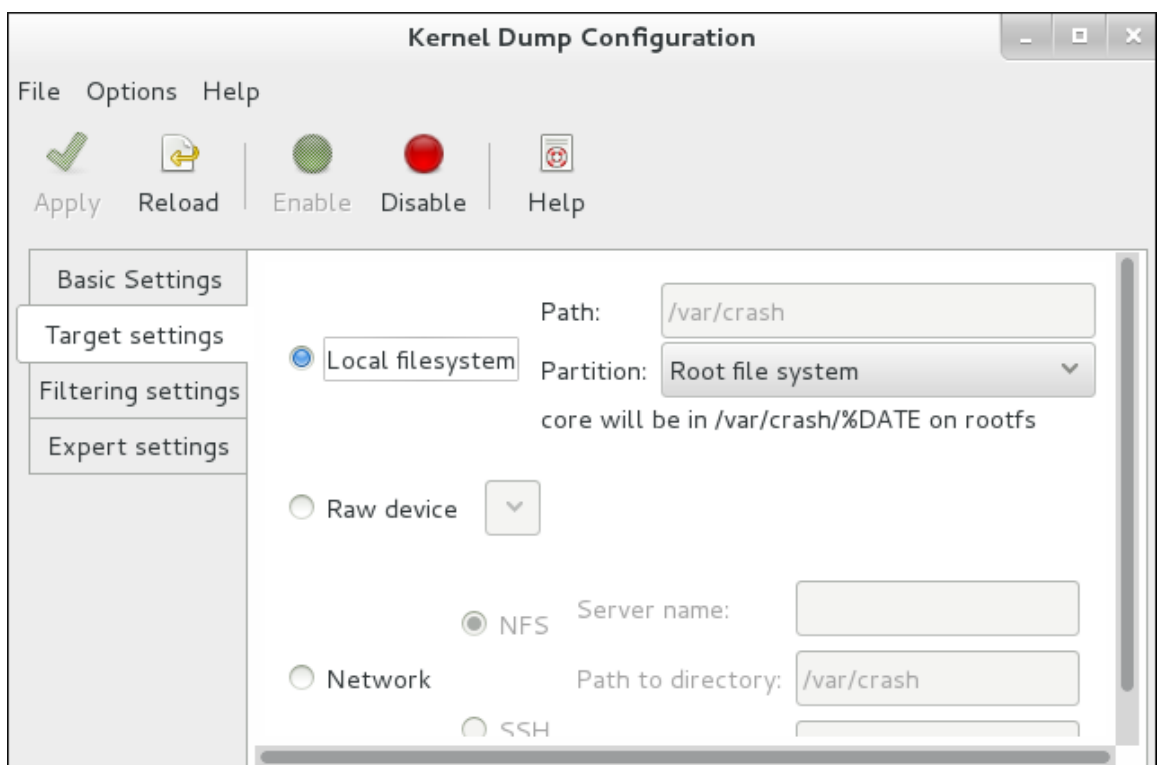 Kernel Dump Configuration
File Options Help
Apply Reload Enable Disable Help
Basic Settings
Target settings
Filtering settings
Expert settings
Local filesystem
Path: /var/crash
Partition: Root file system
core will be in /var/crash/%DATE on rootfs
Raw device
Network
NFS
Server name:
Path to directory: /var/crash
SSH